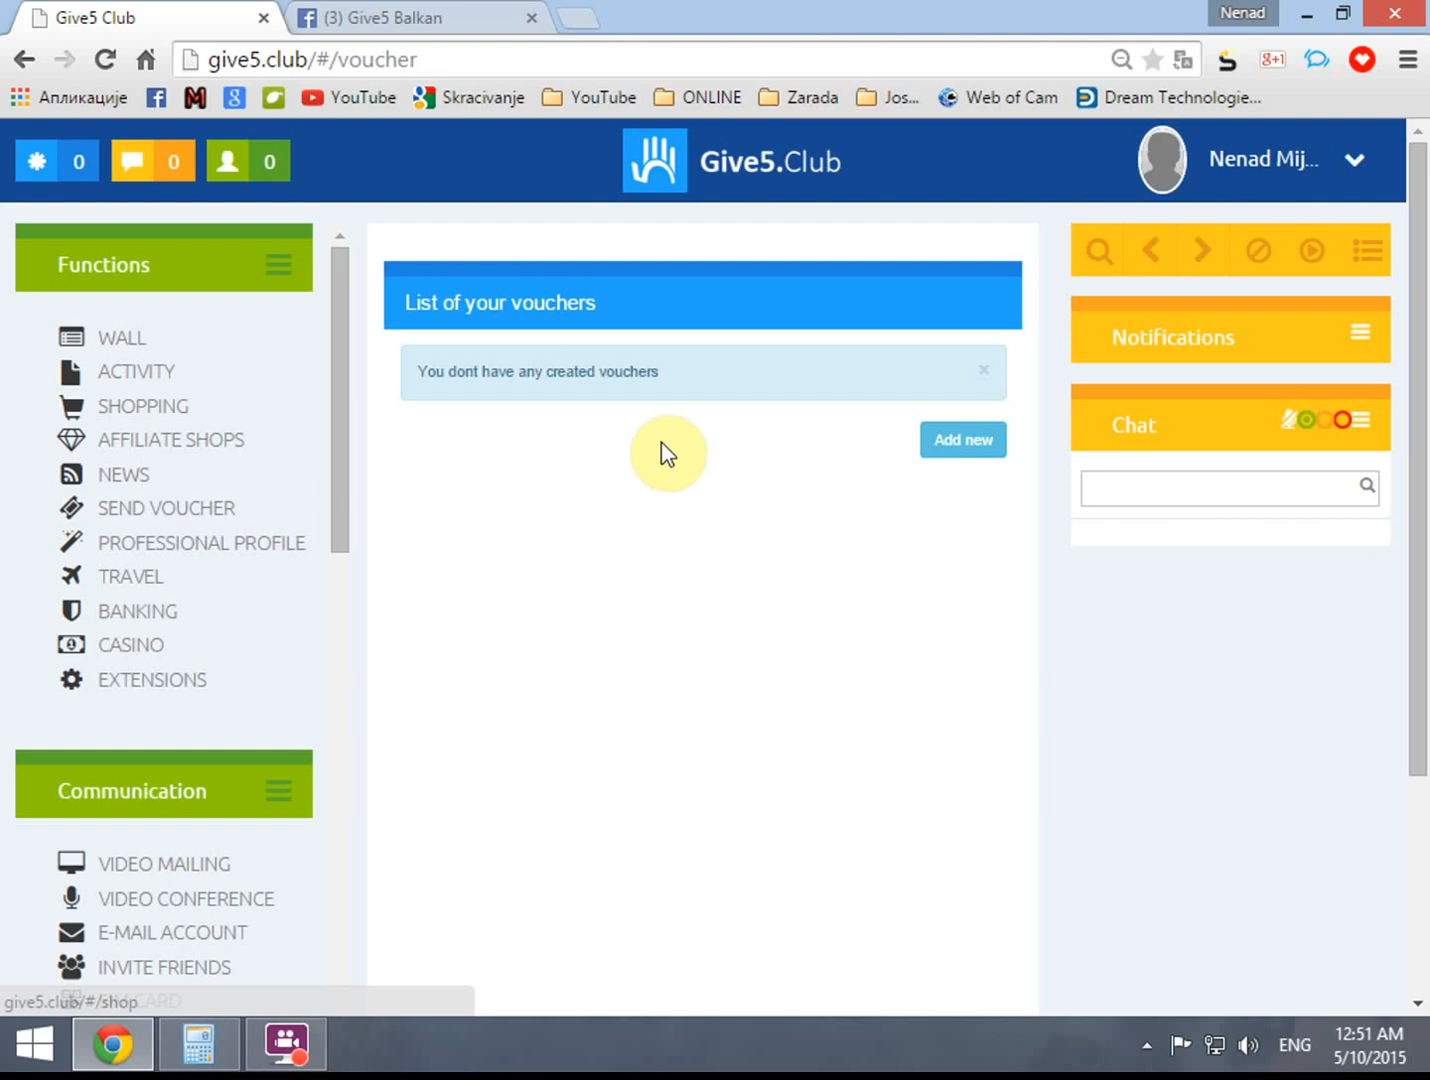 Give5 Club
(3) Give5 Balkan
Nenad
give5.club/#/voucher
Апликације
YouTube
Skracivanje
YouTube
ONLINE
Zarada
Jos...
Web of Cam
Dream Technologie...
0
0
0
Give5.Club
Nenad Mij...
Functions
WALL
ACTIVITY
SHOPPING
AFFILIATE SHOPS
NEWS
SEND VOUCHER
PROFESSIONAL PROFILE
TRAVEL
BANKING
CASINO
EXTENSIONS
Communication
VIDEO MAILING
VIDEO CONFERENCE
E-MAIL ACCOUNT
INVITE FRIENDS
List of your vouchers
You dont have any created vouchers
Add new
Notifications
Chat
give5.club/#/shop
ENG
12:51 AM
5/10/2015